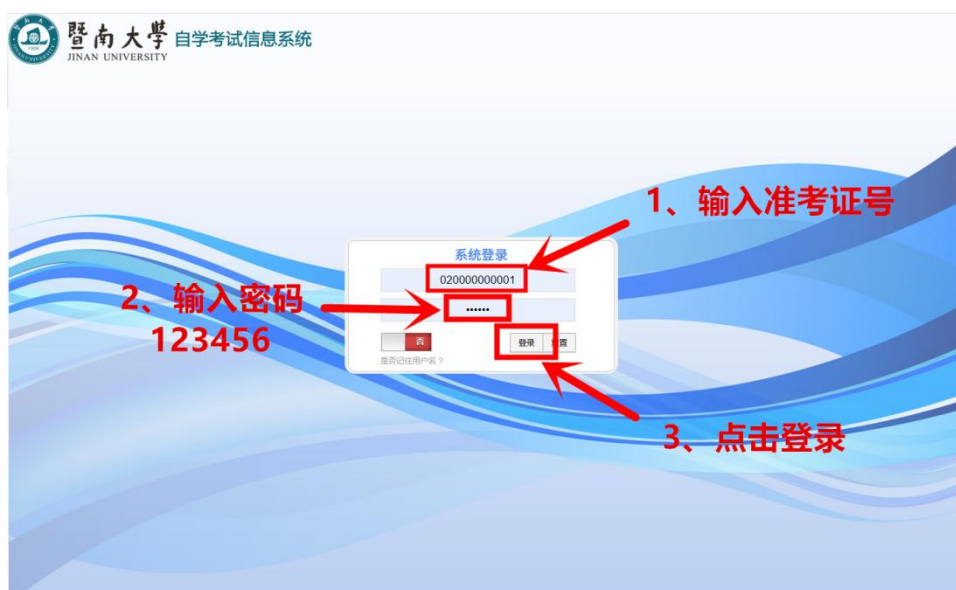 暨南大學 自学考试信息系统
JINAN UNIVERSITY
1、输入准考证号
系统登录
020000000001
2、输入密码
123456
••••••
否
登录 重置
是否记住用户名？
3、点击登录